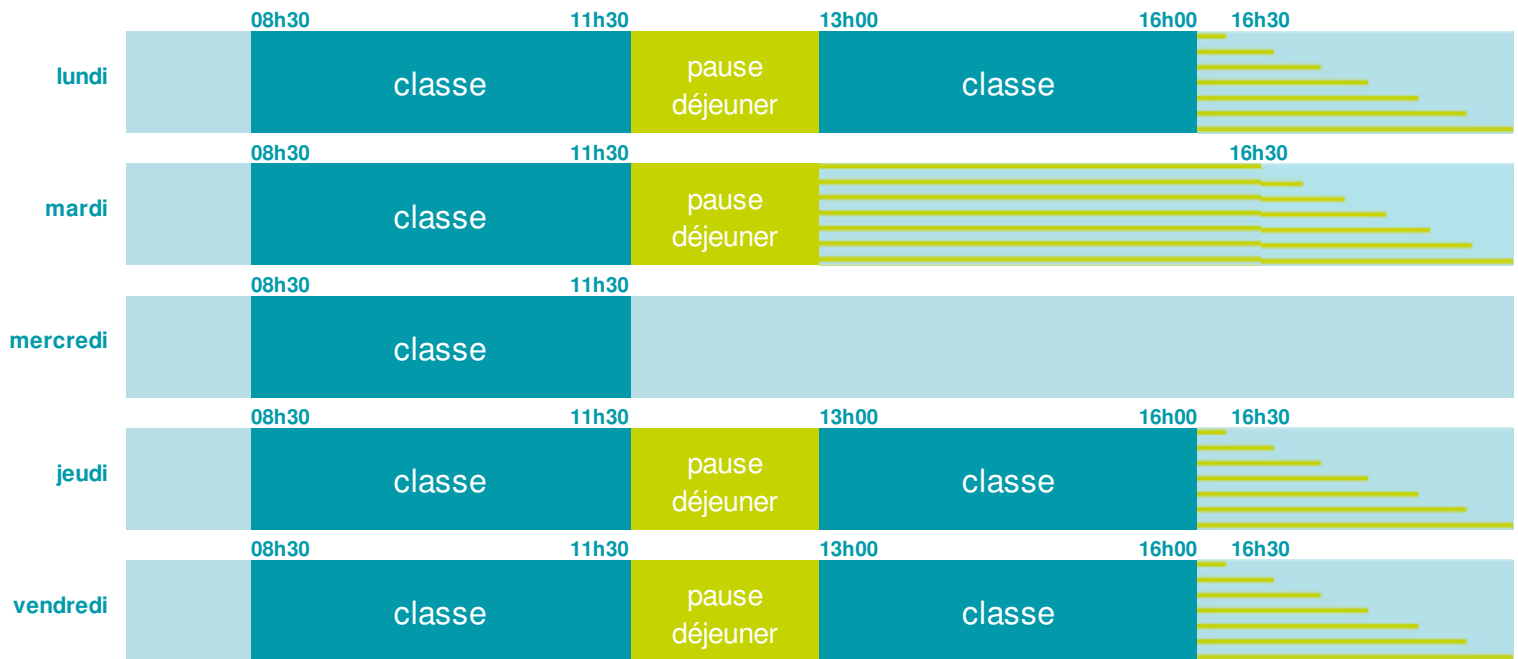 08h30 11h30 13h00 16h00 16h30
lundi classe pause déjeuner classe
08h30 11h30 16h30
mardi classe pause déjeuner
08h30 11h30
mercredi classe
08h30 11h30 13h00 16h00 16h30
jeudi classe pause déjeuner classe
08h30 11h30 13h00 16h00 16h30
vendredi classe pause déjeuner classe